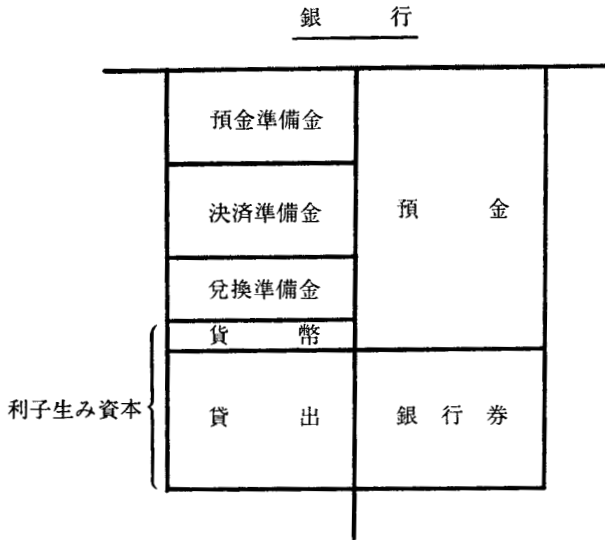 銀行
預金準備金
決済準備金
預金
兌換準備金
貨幣
利子生み資本
貸出
銀行券